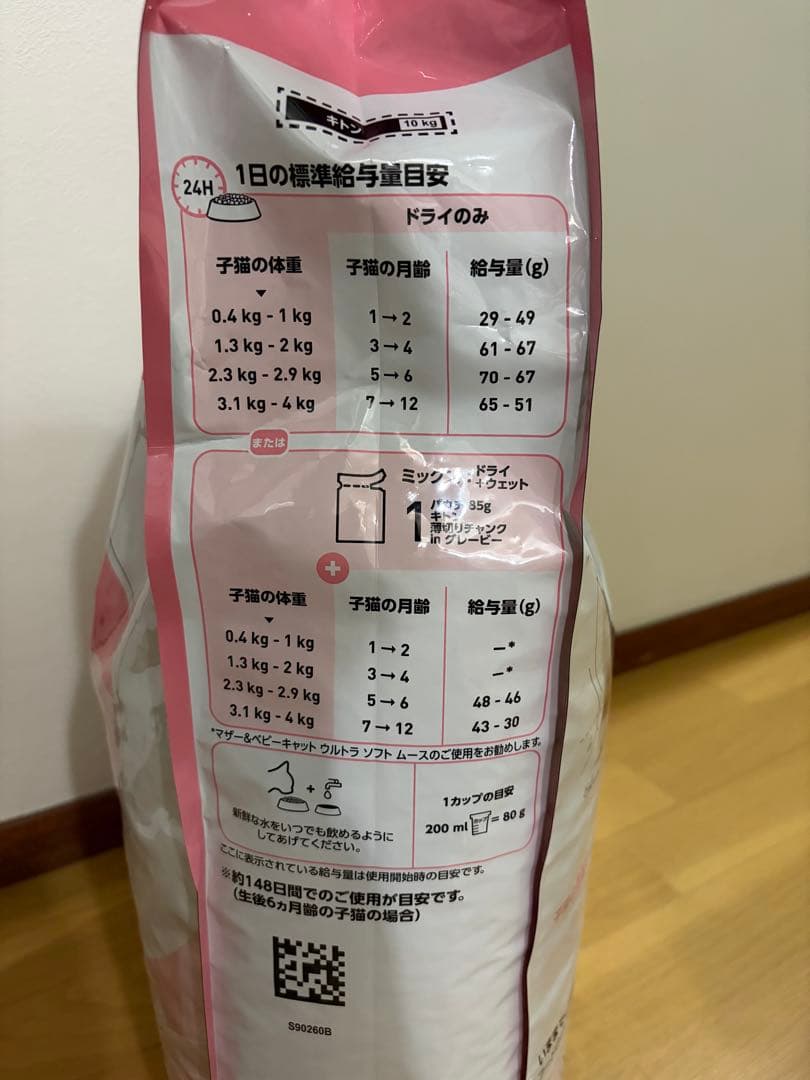 キトン 10 kg
24H
1日の標準給与量目安
ドライのみ
子猫の体重 子猫の月齢 給与量(g)
0.4 kg - 1 kg 1→2 29 - 49
1.3 kg - 2 kg 3→4 61 - 67
2.3 kg - 2.9 kg 5→6 70 - 67
3.1 kg - 4 kg 7→12 65 - 51
または
ドライ
+ウェット
1 85g
キトン
薄切りチャンク
in グレービー
+
子猫の体重 子猫の月齢 給与量(g)
0.4 kg - 1 kg 1→2 —*
1.3 kg - 2 kg 3→4 —*
2.3 kg - 2.9 kg 5→6 48 - 46
3.1 kg - 4 kg 7→12 43 - 30
*マザー&ベビーキャット ウルトラ ソフト ムースのご使用をお勧めします。
+
新鮮な水をいつでも飲めるように
してあげてください。
1カップの目安
200 ml = 80 g
ここに表示されている給与量は使用開始時の目安です。
※約148日間でのご使用が目安です。
(生後6ヵ月齢の子猫の場合)
S90260B